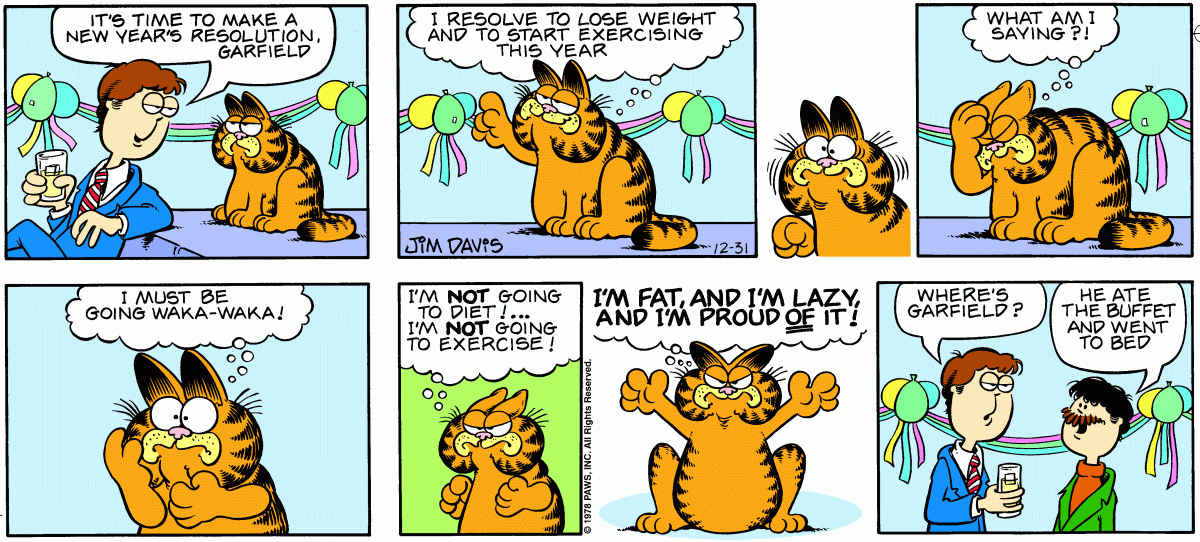 IT'S TIME TO MAKE A
NEW YEAR'S RESOLUTION,
GARFIELD
I RESOLVE TO LOSE WEIGHT
AND TO START EXERCISING
THIS YEAR
JIM DAVIS
12-31
WHAT AM I
SAYING?!
I MUST BE
GOING WAKA-WAKA!
I'M NOT GOING
TO DIET!...
I'M NOT GOING
TO EXERCISE!
© 1978 PAWS, INC. All Rights Reserved.
I'M FAT, AND I'M LAZY,
AND I'M PROUD OF IT!
WHERE'S
GARFIELD?
HE ATE
THE BUFFET
AND WENT
TO BED